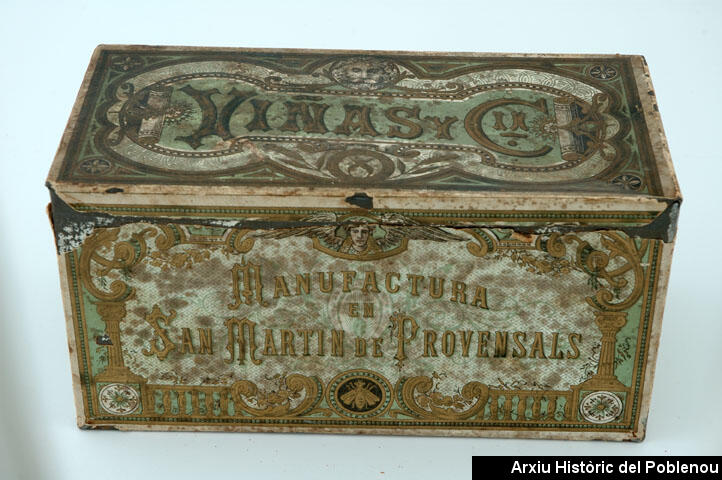 VIÑAS Y CIA.
MANUFACTURA
EN
SAN MARTIN DE PROVENSALS
Arxiu Històric del Poblenou